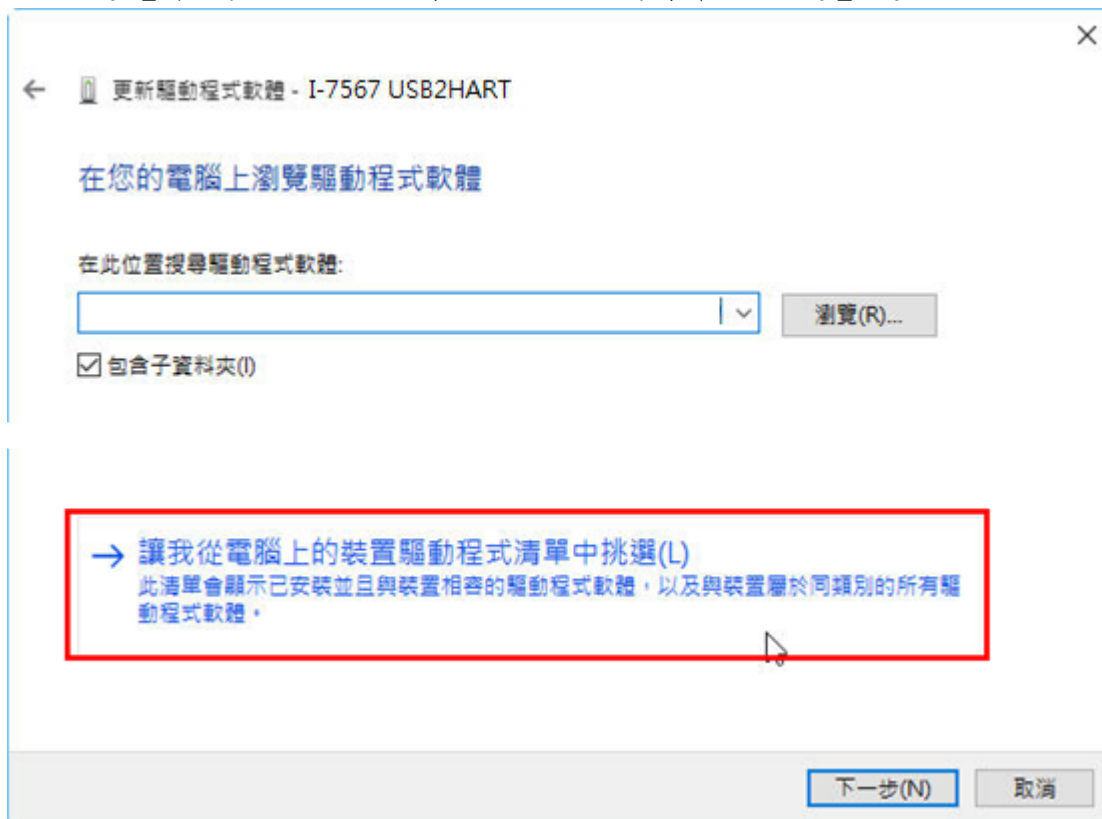 更新驅動程式軟體 - I-7567 USB2HART
在您的電腦上瀏覽驅動程式軟體
在此位置搜尋驅動程式軟體:
瀏覽(R)...
包含子資料夾(I)
讓我從電腦上的裝置驅動程式清單中挑選(L)
此清單會顯示已安裝並且與裝置相容的驅動程式軟體，以及與裝置屬於同類別的所有驅
動程式軟體。
下一步(N)
取消